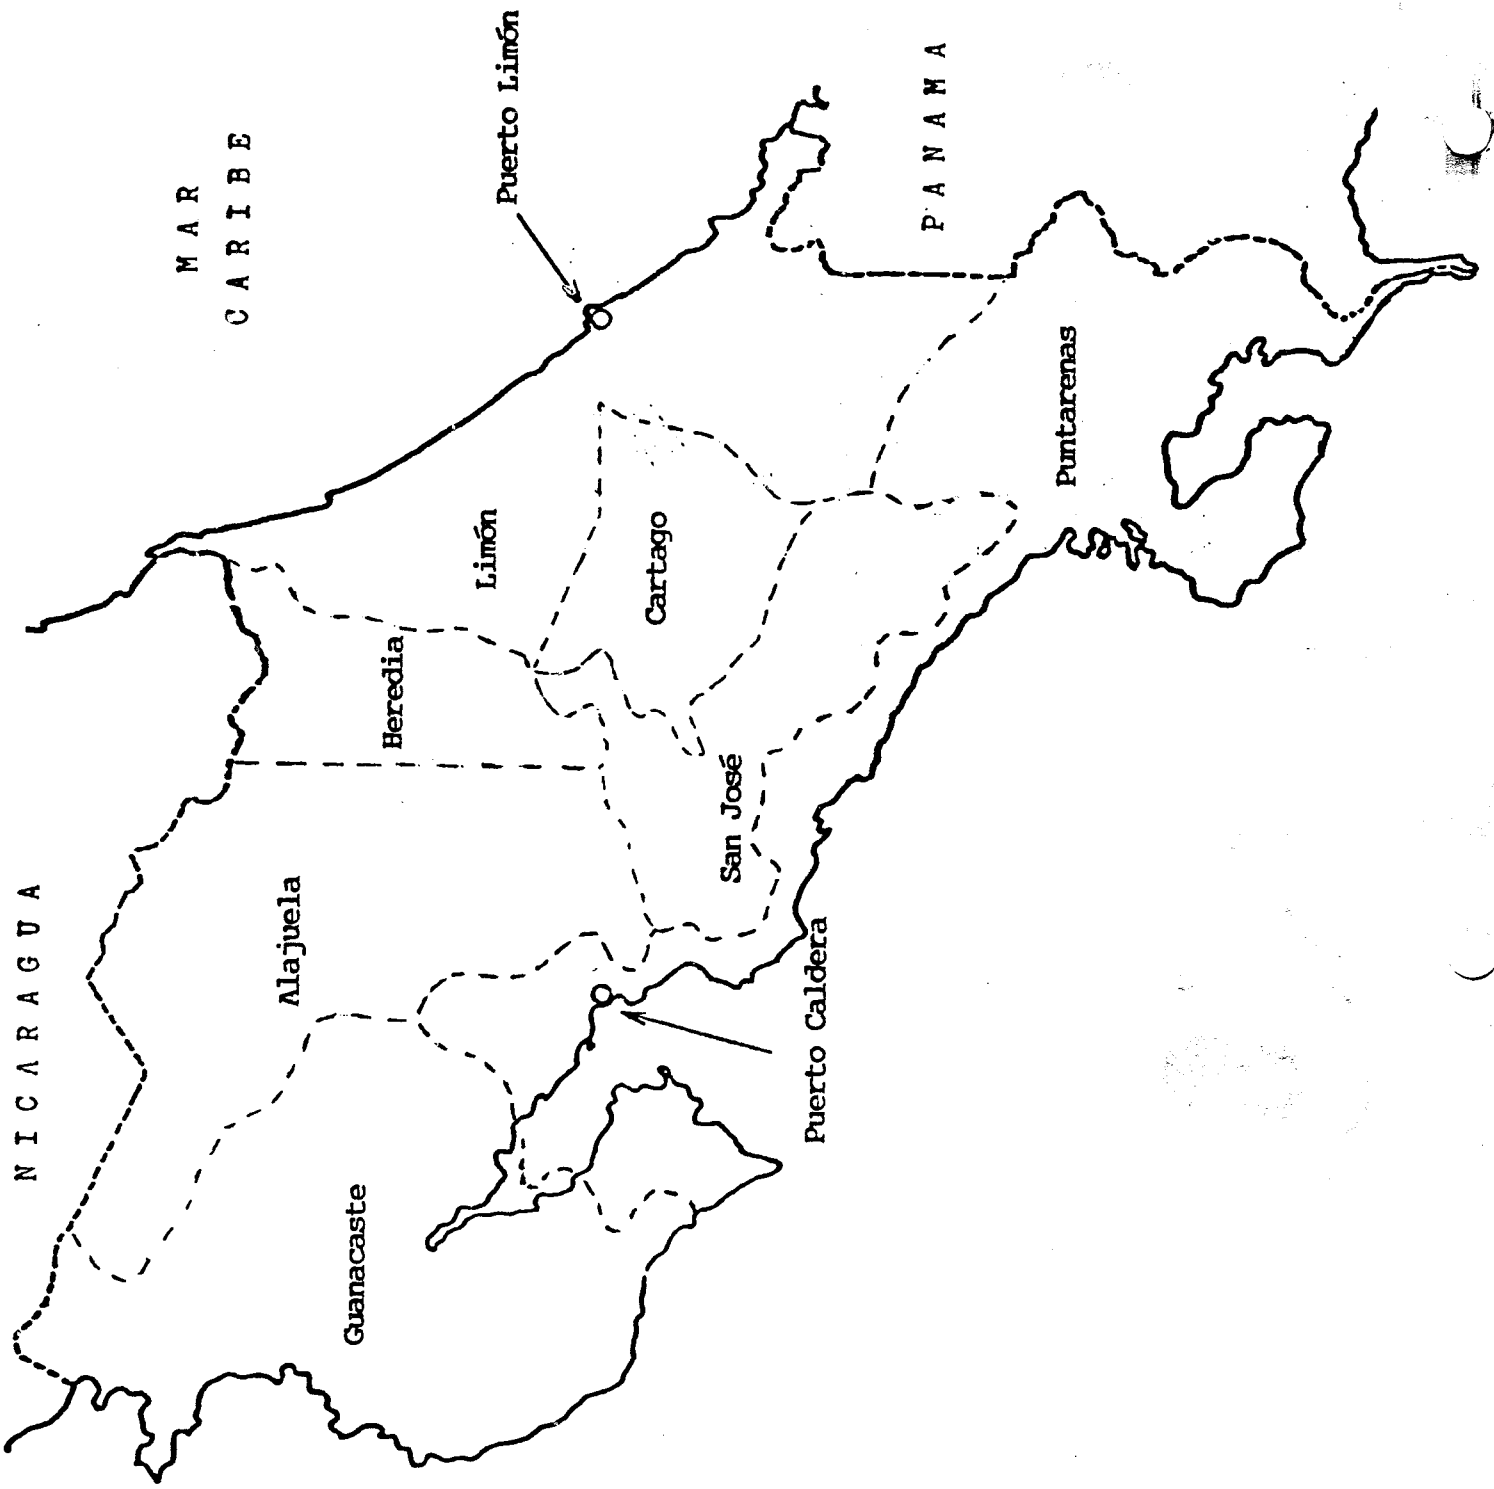 NICARAGUA
MAR
CARIBE
Puerto Limón
Guanacaste
Alajuela
Heredia
Limón
Cartago
San José
Puerto Caldera
PANAMA
Puntarenas